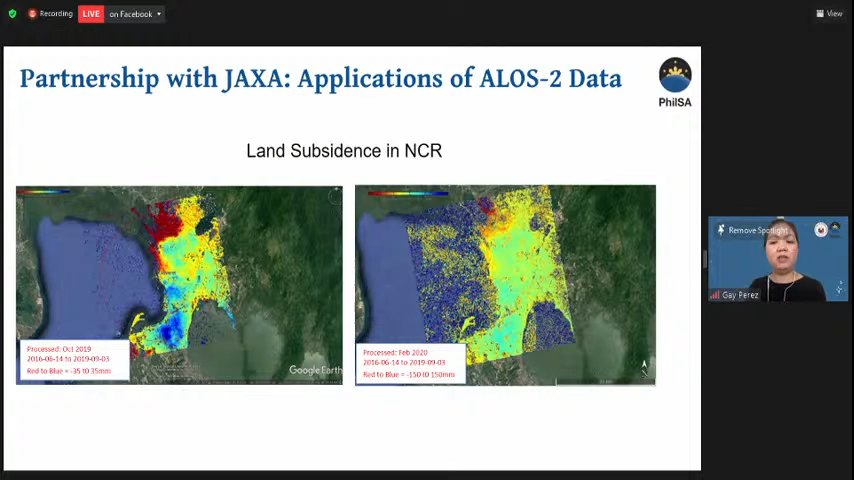 Recording
LIVE
on Facebook
View
Partnership with JAXA: Applications of ALOS-2 Data
PhilSA
Land Subsidence in NCR
Processed: Oct 2019
2016-06-14 to 2019-09-03
Red to Blue = -35 to 35mm
Google Earth
Processed: Feb 2020
2016-06-14 to 2019-09-03
Red to Blue = -150 to 150mm
Remove Spotlight
Gay Perez